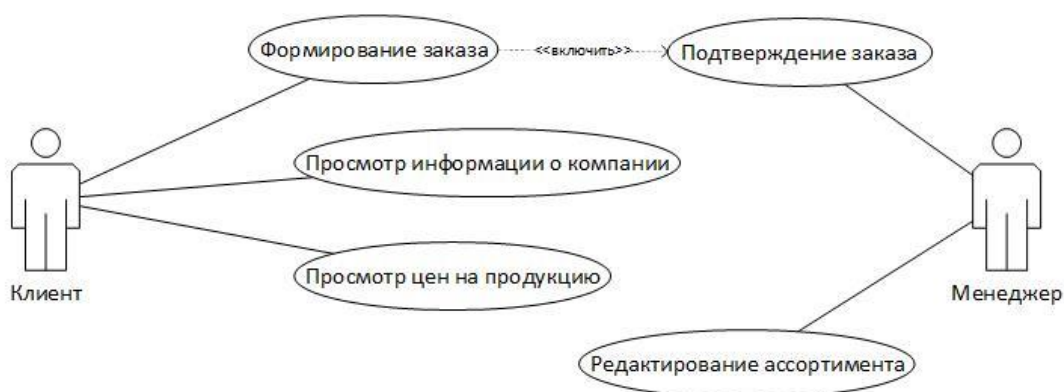 Формирование заказа
<<включить>>
Подтверждение заказа
Просмотр информации о компании
Просмотр цен на продукцию
Клиент
Менеджер
Редактирование ассортимента